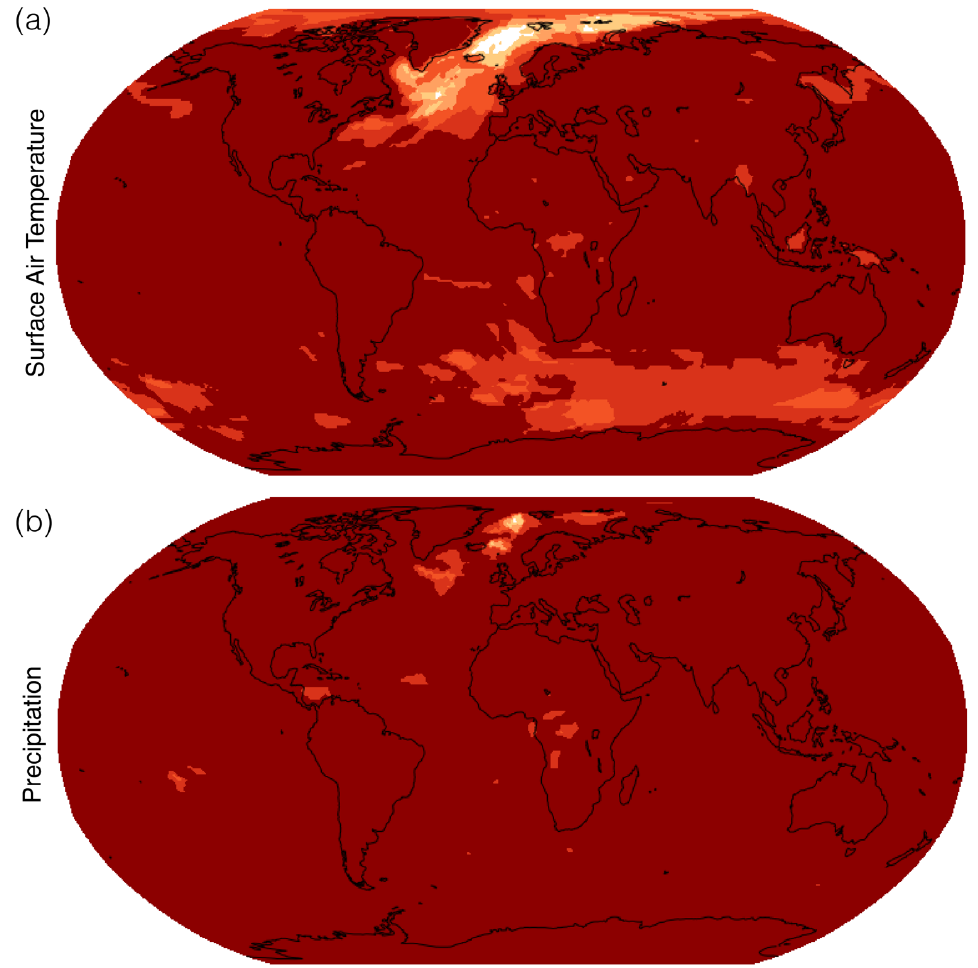 (a)
Surface Air Temperature
(b)
Precipitation